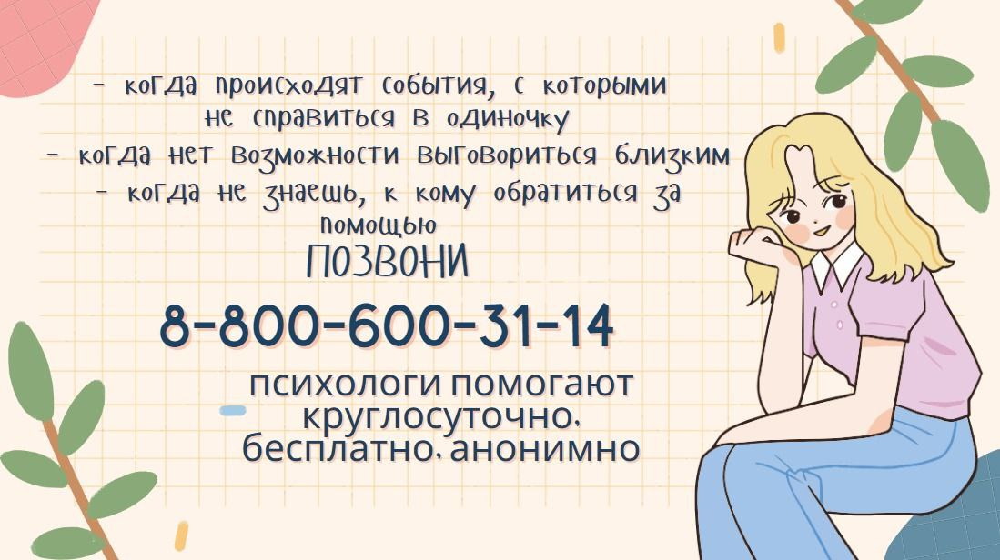 - когда происходят события, с которыми
не справиться в одиночку
- когда нет возможности выговориться близким
- когда не знаешь, к кому обратиться за
помощью
ПОЗВОНИ
8-800-600-31-14
психологи помогают
круглосуточно,
бесплатно, анонимно